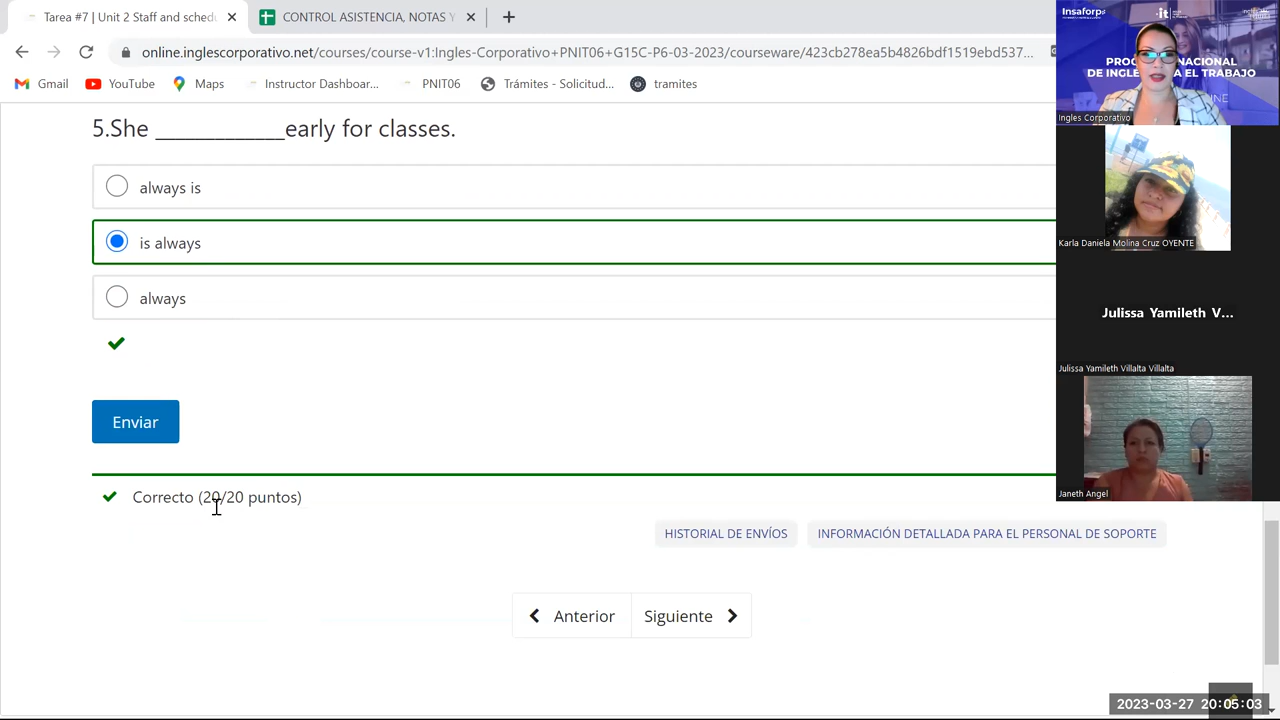 Tarea #7 | Unit 2 Staff and sched
CONTROL ASISTENCIA NOTAS
online.inglescorporativo.net/courses/course-v1:Ingles-Corporativo+PNIT06+G15C-P6-03-2023/courseware/423cb278ea5b4826bdf1519ebd537...
Gmail
YouTube
Maps
Instructor Dashboar...
PNIT06
Trámites - Solicitud...
tramites
5.She _____________early for classes.
always is
is always
always
Enviar
Correcto (20/20 puntos)
HISTORIAL DE ENVÍOS
INFORMACIÓN DETALLADA PARA EL PERSONAL DE SOPORTE
Anterior
Siguiente
Insaforp
it
Ingles Corporativo
Karla Daniela Molina Cruz OYENTE
Julissa Yamileth V...
Julissa Yamileth Villalta Villalta
Janeth Angel
2023-03-27 20:05:03